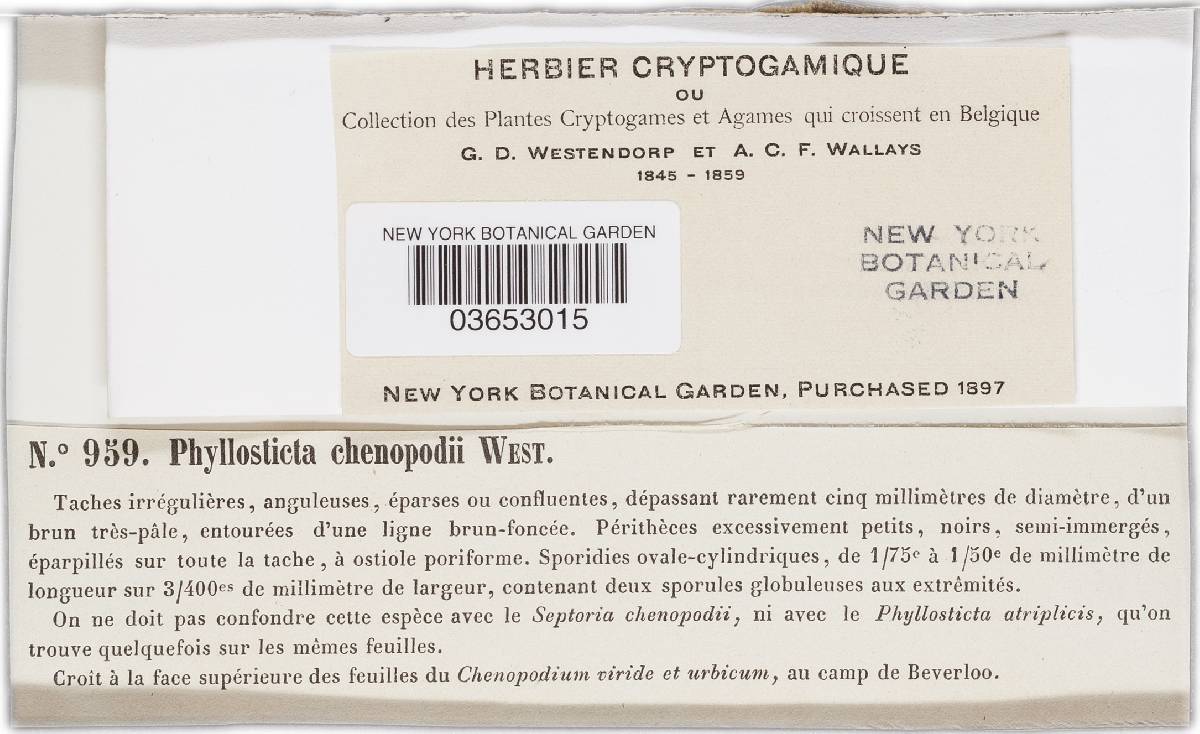 HERBIER CRYPTOGAMIQUE
OU
Collection des Plantes Cryptogames et Agames qui croissent en Belgique
G. D. WESTENDORP ET A. C. F. WALLAYS
1845 - 1859
NEW YORK BOTANICAL GARDEN
03653015
NEW YORK
BOTANICAL
GARDEN
NEW YORK BOTANICAL GARDEN, PURCHASED 1897
N.º 959. Phyllosticta chenopodii WEST.
Taches irrégulières, anguleuses, éparses ou confluentes, dépassant rarement cinq millimètres de diamètre, d'un
brun très-pâle, entourées d'une ligne brun-foncée. Périthèces excessivement petits, noirs, semi-immergés,
éparpillés sur toute la tache, à ostiole poriforme. Sporidies ovale-cylindriques, de 1/75e à 1/50e de millimètre de
longueur sur 3/400es de millimètre de largeur, contenant deux sporules globuleuses aux extrêmités.
On ne doit pas confondre cette espèce avec le Septoria chenopodii, ni avec le Phyllosticta atriplicis, qu'on
trouve quelquefois sur les mèmes feuilles.
Croit à la face supérieure des feuilles du Chenopodium viride et urbicum, au camp de Beverloo.